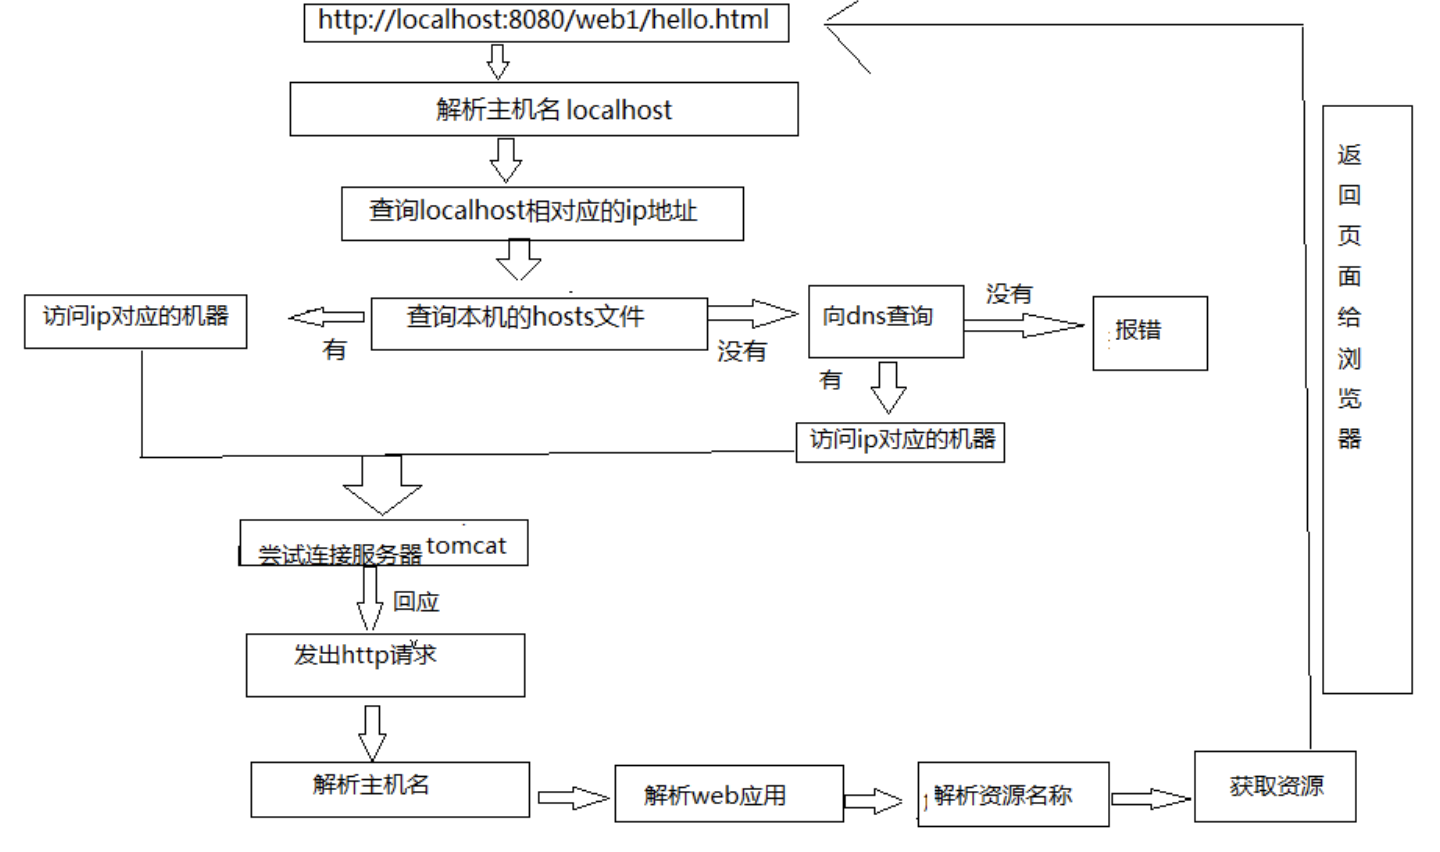 http://localhost:8080/web1/hello.html
解析主机名 localhost
查询localhost相对应的ip地址
访问ip对应的机器
有
查询本机的hosts文件
没有
向dns查询
没有
报错
有
访问ip对应的机器
尝试连接服务器 tomcat
回应
发出http请求
解析主机名
解析web应用
解析资源名称
获取资源
返
回
页
面
给
浏
览
器